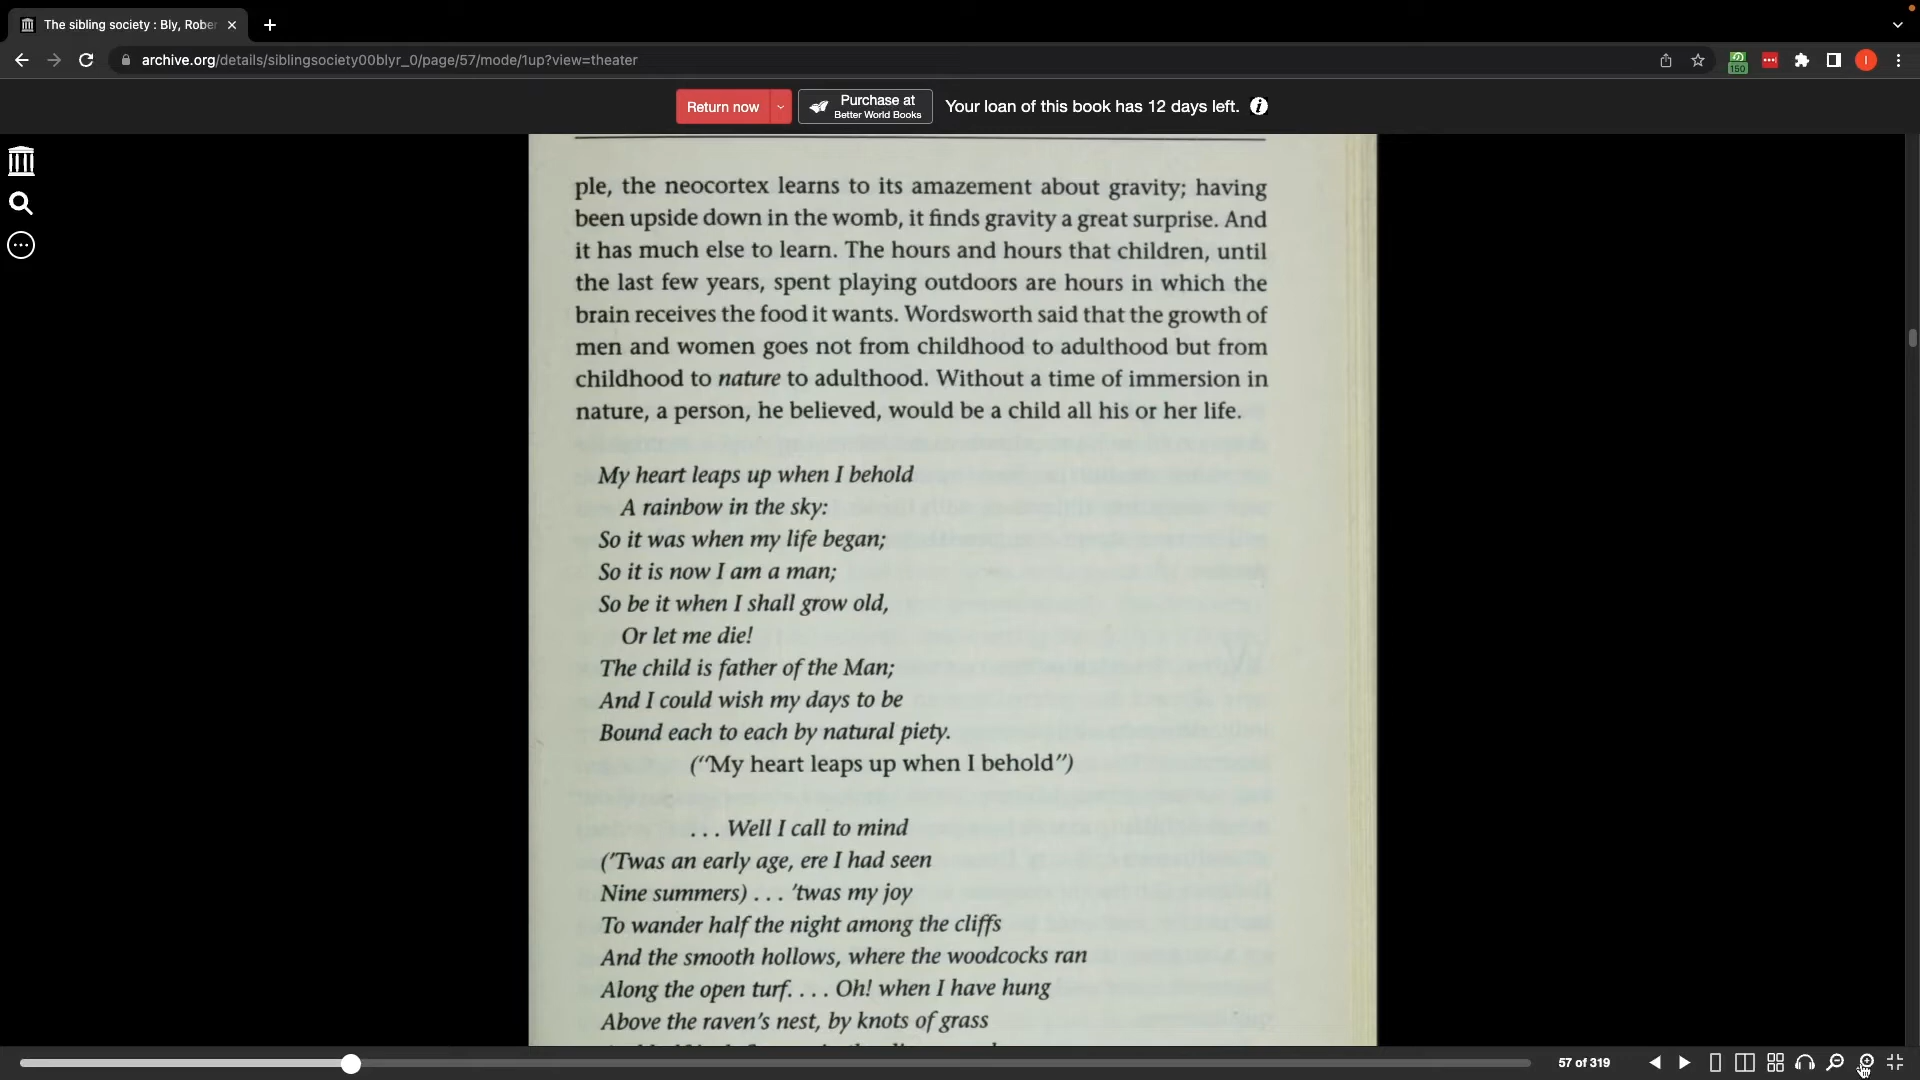 The sibling society : Bly, Rober
archive.org/details/siblingsociety00blyr_0/page/57/mode/1up?view=theater
150
I
Return now
Purchase at
Better World Books
Your loan of this book has 12 days left.
ple, the neocortex learns to its amazement about gravity; having
been upside down in the womb, it finds gravity a great surprise. And
it has much else to learn. The hours and hours that children, until
the last few years, spent playing outdoors are hours in which the
brain receives the food it wants. Wordsworth said that the growth of
men and women goes not from childhood to adulthood but from
childhood to nature to adulthood. Without a time of immersion in
nature, a person, he believed, would be a child all his or her life.
My heart leaps up when I behold
A rainbow in the sky:
So it was when my life began;
So it is now I am a man;
So be it when I shall grow old,
Or let me die!
The child is father of the Man;
And I could wish my days to be
Bound each to each by natural piety.
("My heart leaps up when I behold")
. . . Well I call to mind
('Twas an early age, ere I had seen
Nine summers) . . . 'twas my joy
To wander half the night among the cliffs
And the smooth hollows, where the woodcocks ran
Along the open turf. . . . Oh! when I have hung
Above the raven's nest, by knots of grass
57 of 319